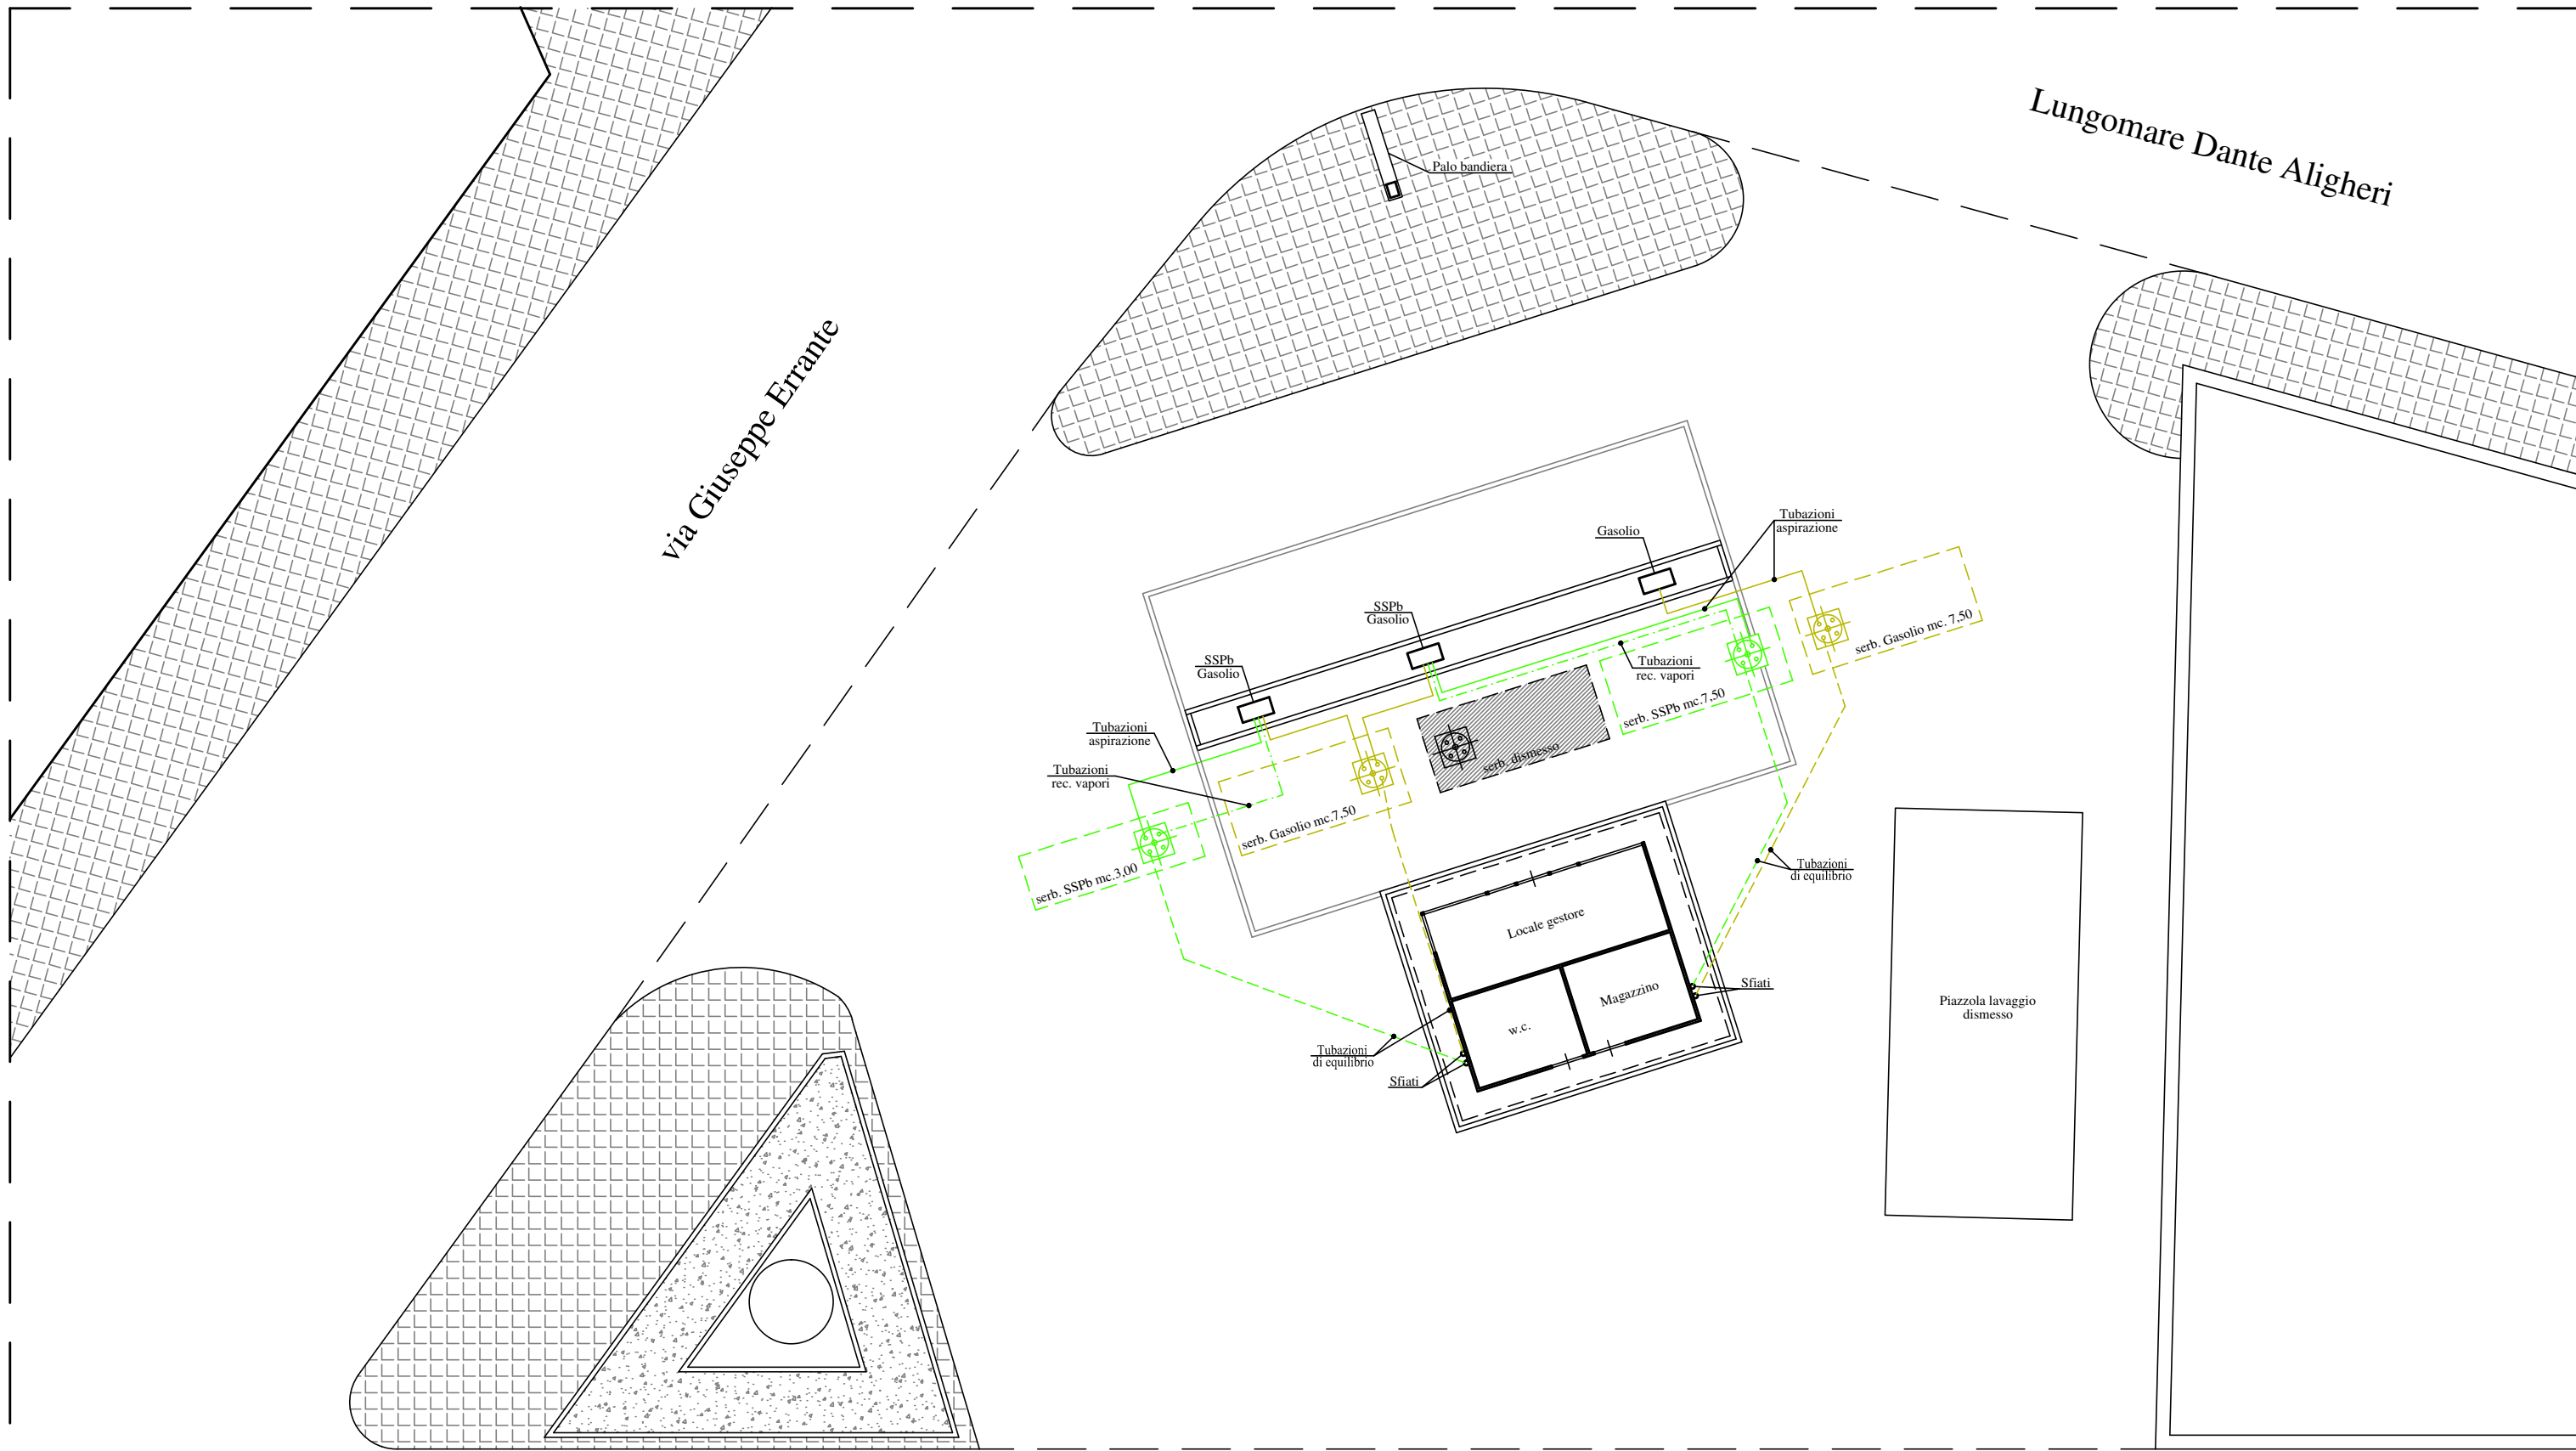 Lungomare Dante Aligheri
Palo bandiera
via Giuseppe Errante
Tubazioni
aspirazione
Gasolio
SSPb
Gasolio
serb. Gasolio mc. 7,50
SSPb
Gasolio
Tubazioni
rec. vapori
serb. SSPb mc.7,50
Tubazioni
aspirazione
serb. dismesso
Tubazioni
rec. vapori
serb. Gasolio mc.7,50
serb. SSPb mc.3,00
Tubazioni
di equilibrio
Locale gestore
Sfiati
Magazzino
w.c.
Piazzola lavaggio
dismesso
Tubazioni
di equilibrio
Sfiati